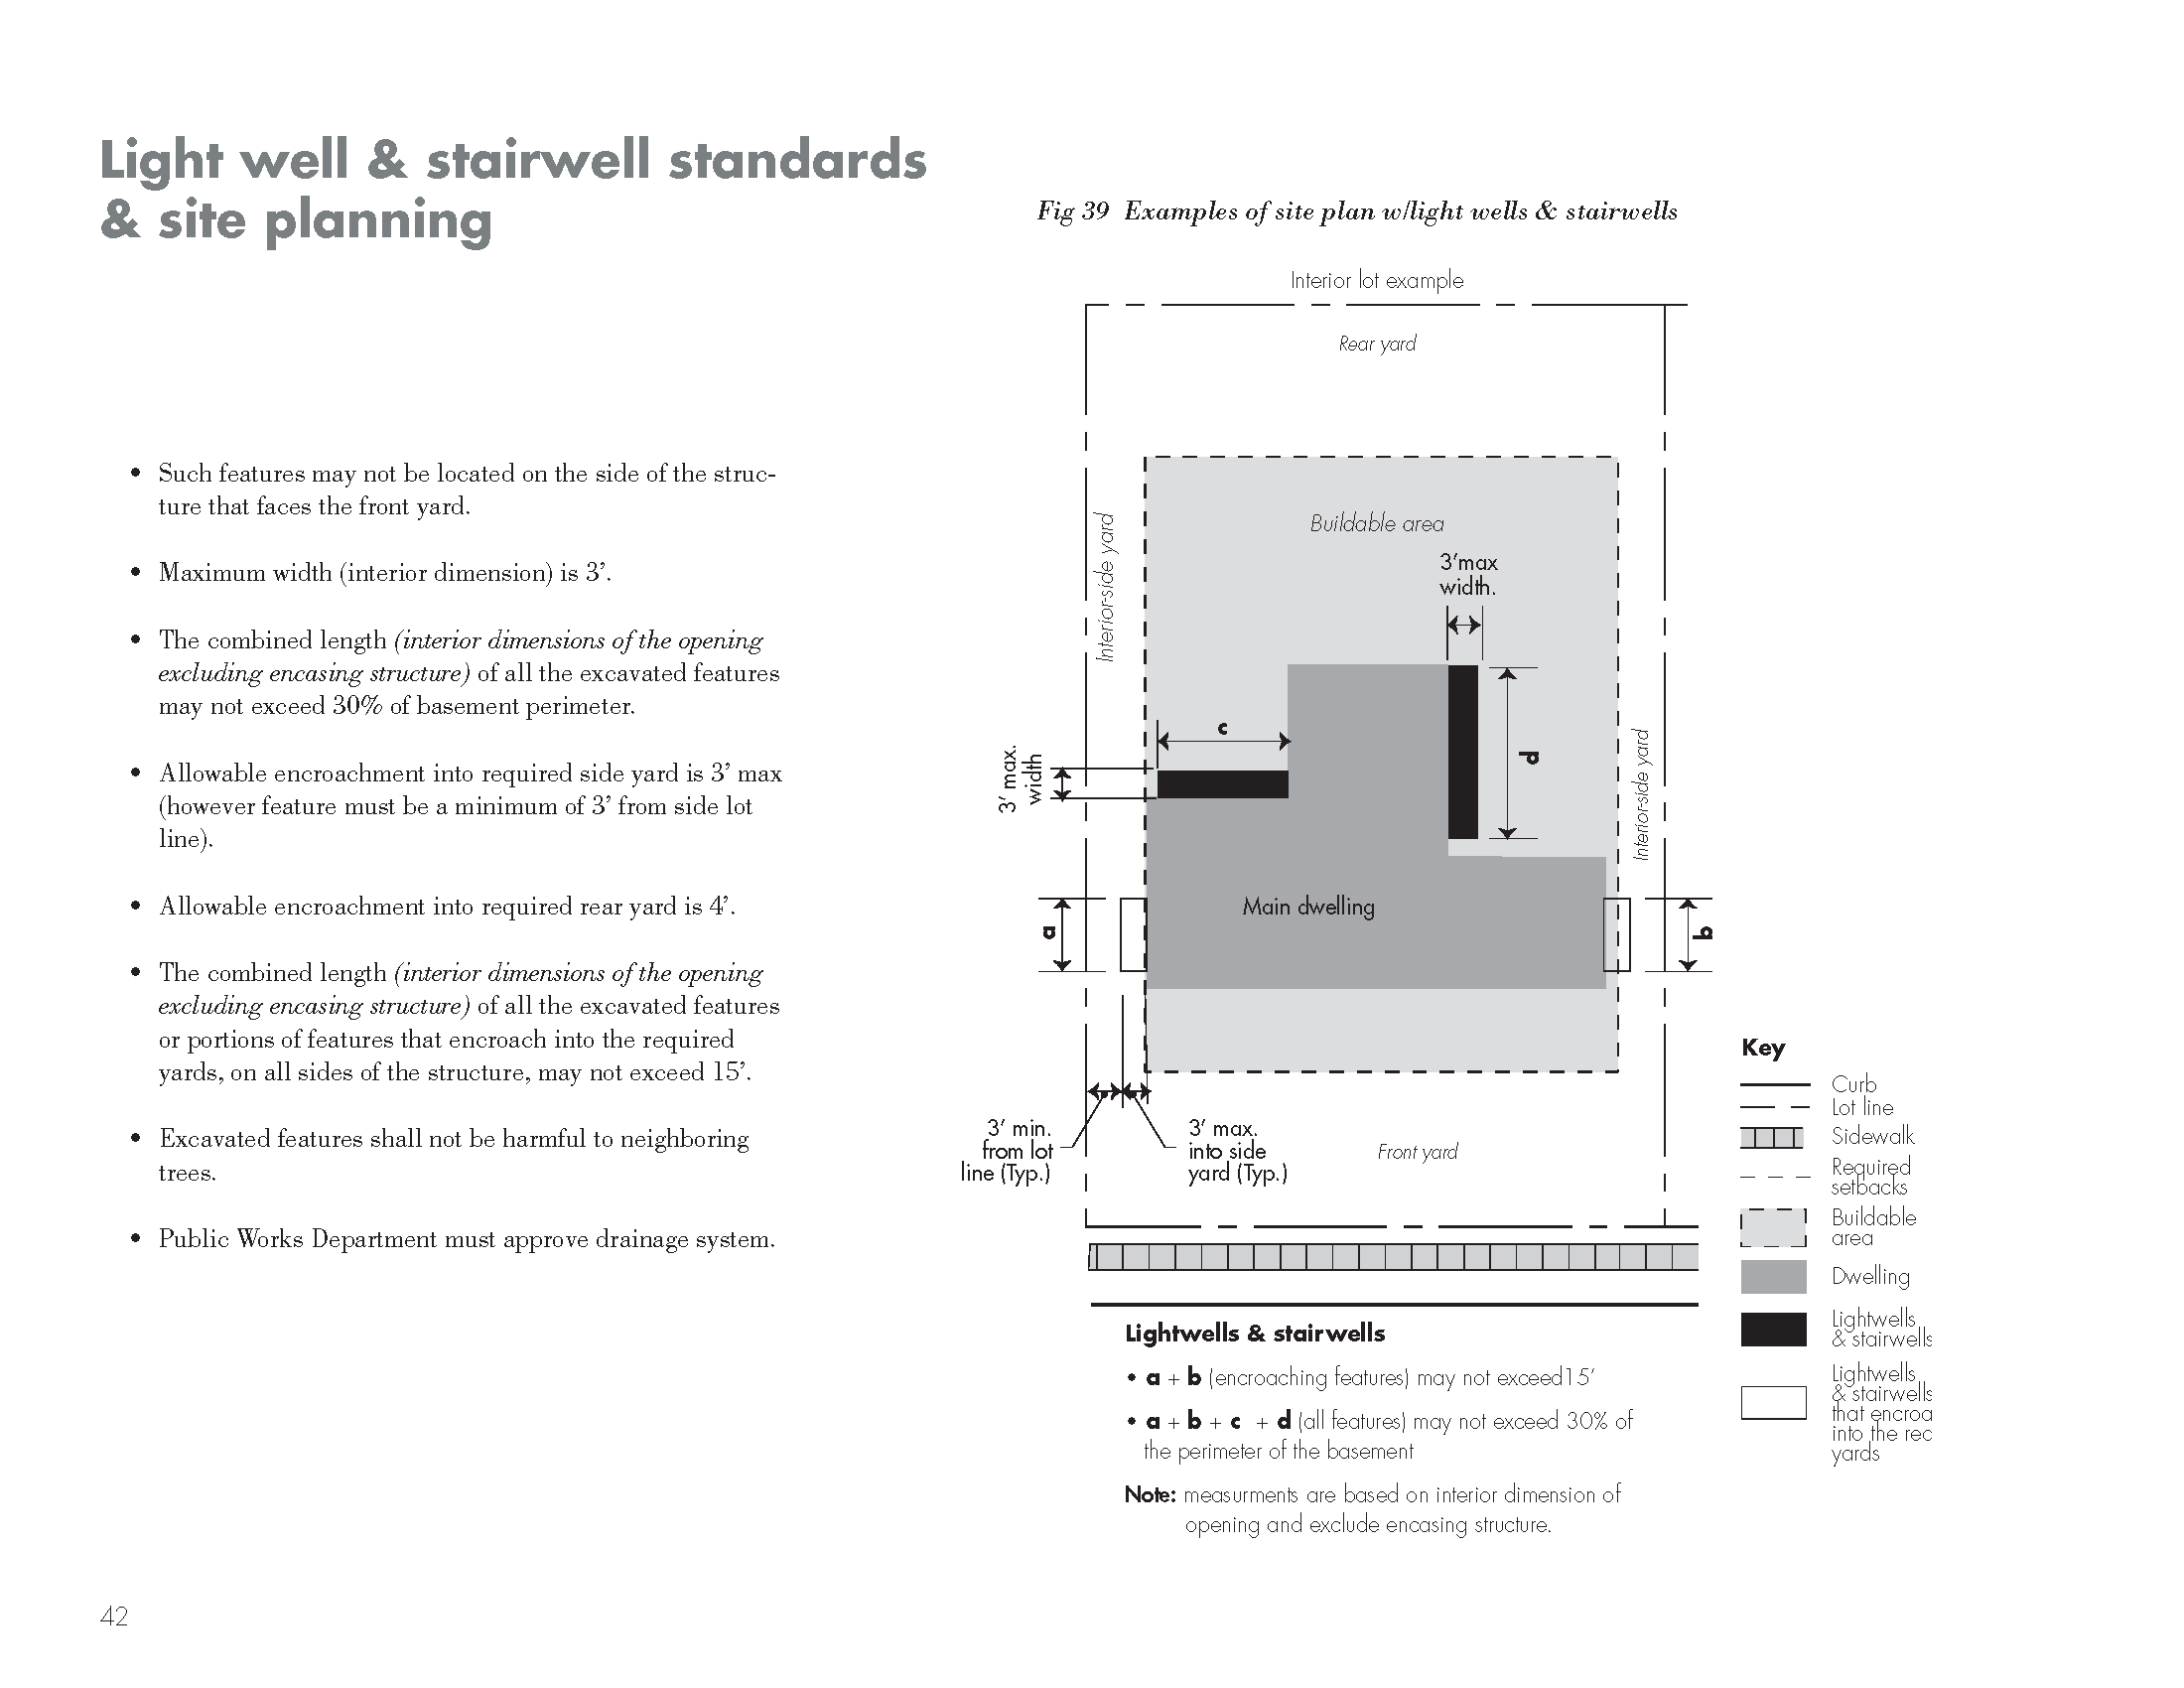 Light well & stairwell standards
& site planning
• Such features may not be located on the side of the struc-
ture that faces the front yard.
• Maximum width (interior dimension) is 3’.
• The combined length (interior dimensions of the opening
excluding encasing structure) of all the excavated features
may not exceed 30% of basement perimeter.
• Allowable encroachment into required side yard is 3’ max
(however feature must be a minimum of 3’ from side lot
line).
• Allowable encroachment into required rear yard is 4’.
• The combined length (interior dimensions of the opening
excluding encasing structure) of all the excavated features
or portions of features that encroach into the required
yards, on all sides of the structure, may not exceed 15’.
• Excavated features shall not be harmful to neighboring
trees.
• Public Works Department must approve drainage system.
Fig 39 Examples of site plan w/light wells & stairwells
Interior lot example
Rear yard
Interior-side yard
Buildable area
3’max
width.
c
d
3’ max.
width
Interior-side yard
Main dwelling
a
b
3’ min.
from lot
line (Typ.)
3’ max.
into side
yard (Typ.)
Front yard
Key
Curb
Lot line
Sidewalk
Required
setbacks
Buildable
area
Dwelling
Lightwells
& stairwells
Lightwells
& stairwells
that encroa
into the rec
yards
Lightwells & stairwells
• a + b (encroaching features) may not exceed15’
• a + b + c + d (all features) may not exceed 30% of
the perimeter of the basement
Note: measurments are based on interior dimension of
opening and exclude encasing structure.
42